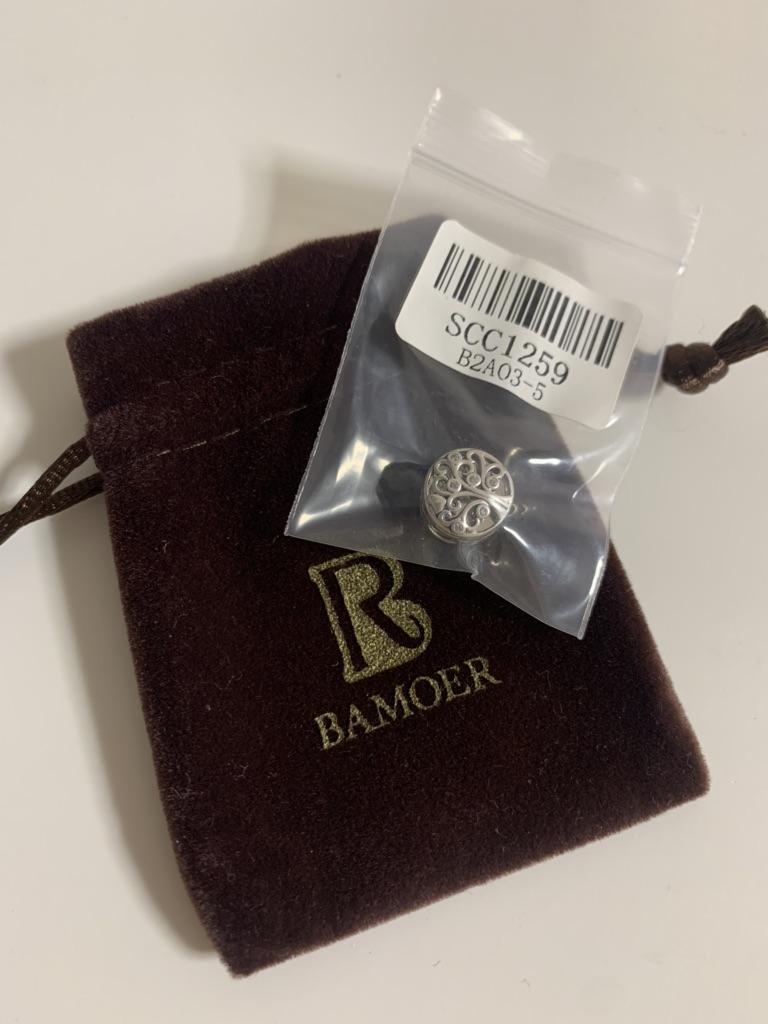 SCC1259
B2A03-5
R
BAMOER